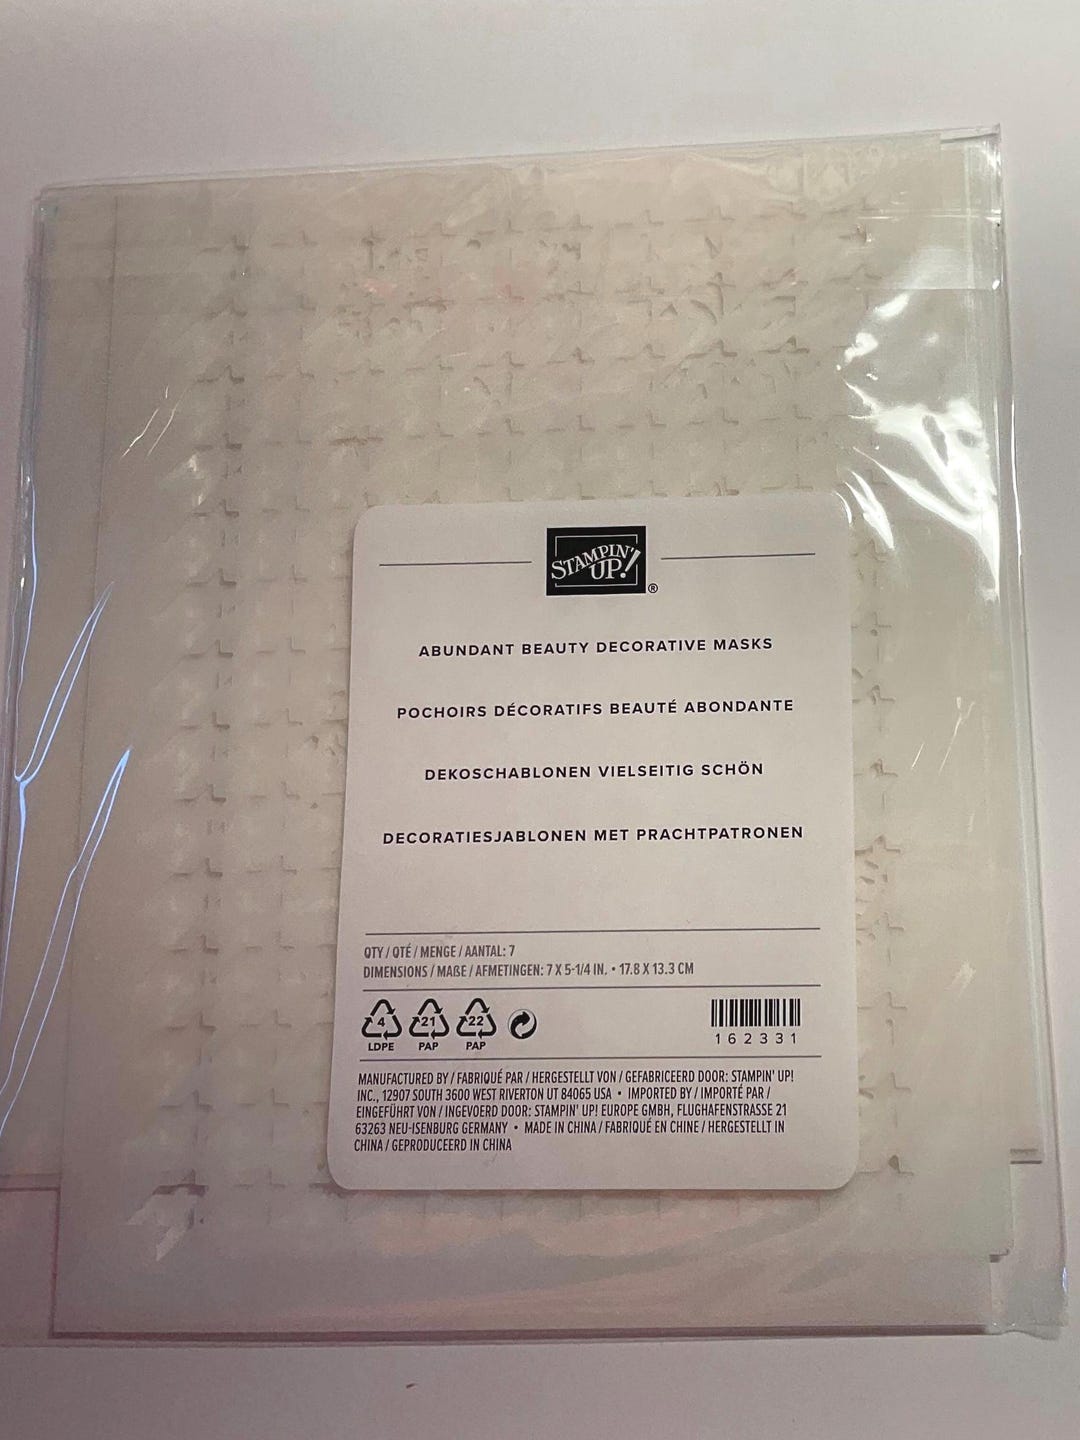 STAMPIN' UP!®
ABUNDANT BEAUTY DECORATIVE MASKS
POCHOIRS DÉCORATIFS BEAUTÉ ABONDANTE
DEKOSCHABLONEN VIELSEITIG SCHÖN
DECORATIESJABLONEN MET PRACHTPATRONEN
QTY / QTÉ / MENGE / AANTAL: 7
DIMENSIONS / MAßE / AFMETINGEN: 7 X 5-1/4 IN. • 17.8 X 13.3 CM
4 21 22
LDPE PAP PAP
162331
MANUFACTURED BY / FABRIQUÉ PAR / HERGESTELLT VON / GEFABRICEERD DOOR: STAMPIN' UP!
INC., 12907 SOUTH 3600 WEST RIVERTON UT 84065 USA • IMPORTED BY / IMPORTÉ PAR /
EINGEFÜHRT VON / INGEVOERD DOOR: STAMPIN' UP! EUROPE GMBH, FLUGHAFENSTRASSE 21
63263 NEU-ISENBURG GERMANY • MADE IN CHINA / FABRIQUÉ EN CHINE / HERGESTELLT IN
CHINA / GEPRODUCEERD IN CHINA